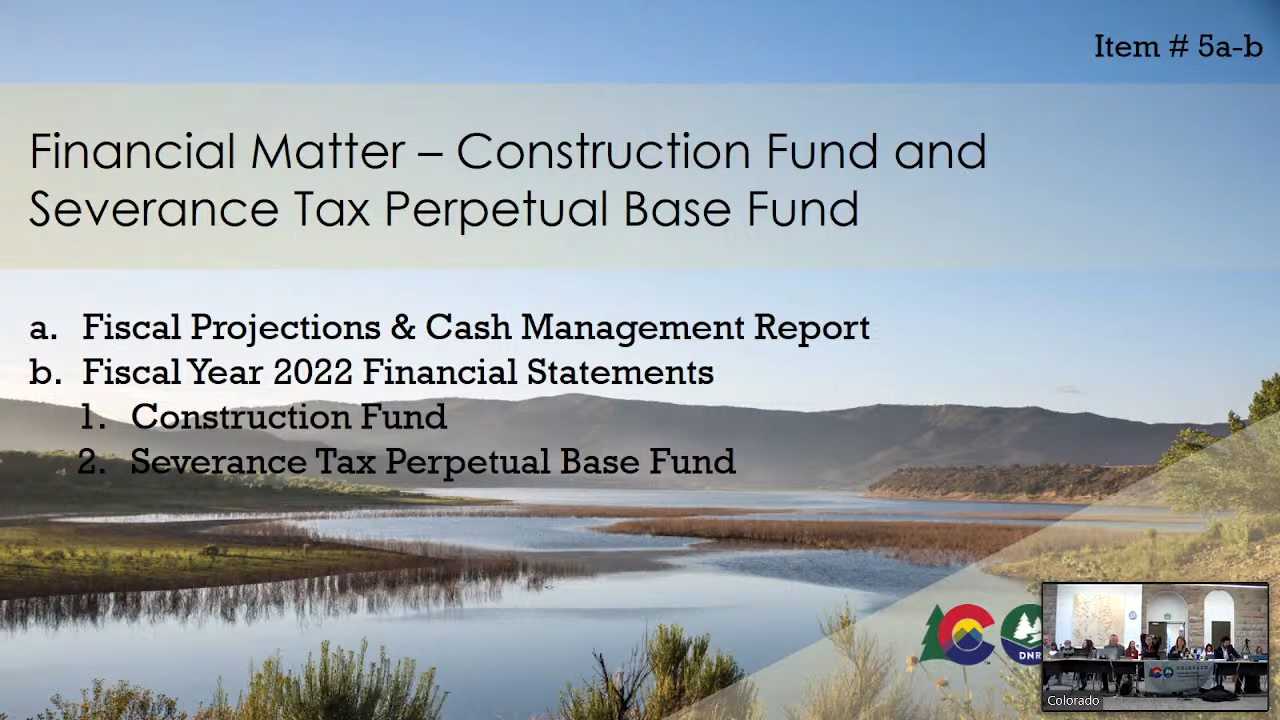 Item # 5a-b
Financial Matter – Construction Fund and
Severance Tax Perpetual Base Fund
a. Fiscal Projections & Cash Management Report
b. Fiscal Year 2022 Financial Statements
1. Construction Fund
2. Severance Tax Perpetual Base Fund
DNR
COLORADO
Colorado